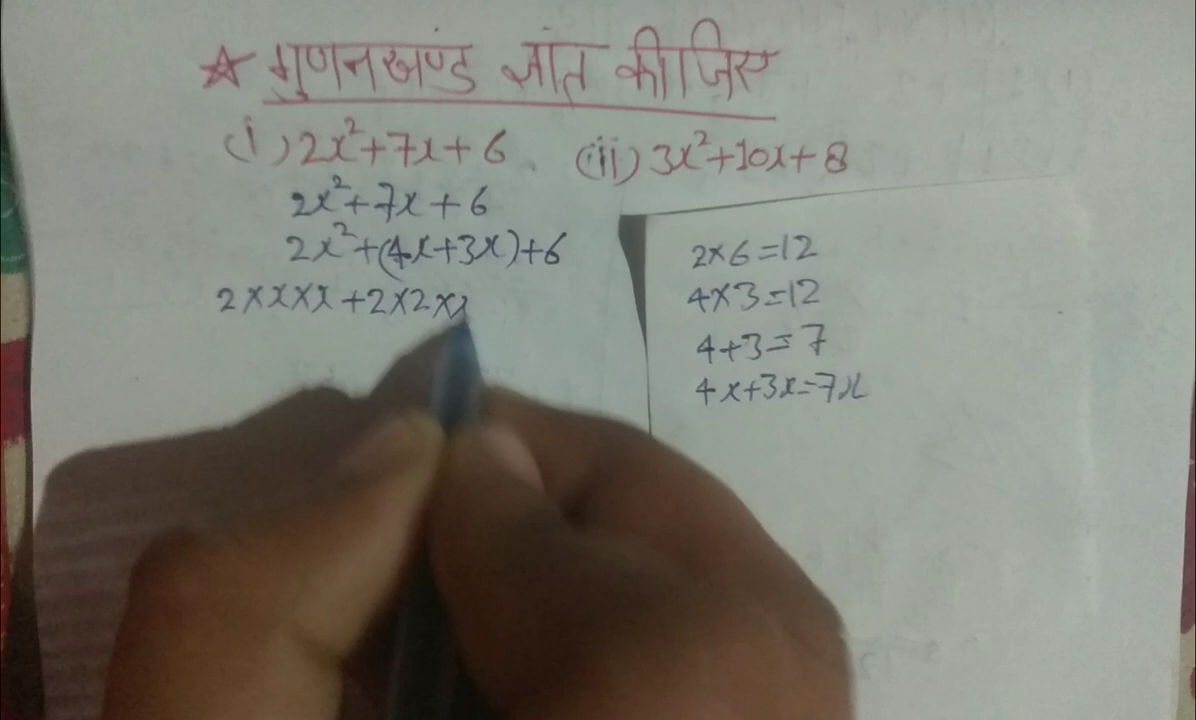 ☆ गुणनखण्ड ज्ञांत कीजिए
(i) 2x²+7x+6 (ii) 3x²+10x+8
2x²+7x+6
2x²+(4x+3x)+6
2×x×x+2×2×x
2×6=12
4×3=12
4+3=7
4x+3x=7x